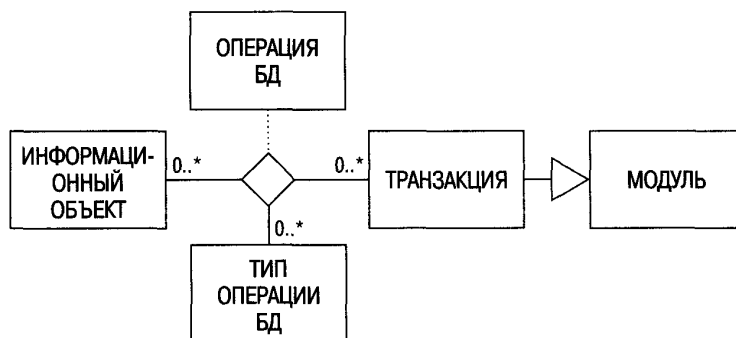 ОПЕРАЦИЯ
БД
ИНФОРМАЦИ-
ОННЫЙ
ОБЪЕКТ
0..*
0..*
ТРАНЗАКЦИЯ
МОДУЛЬ
0..*
ТИП
ОПЕРАЦИИ
БД